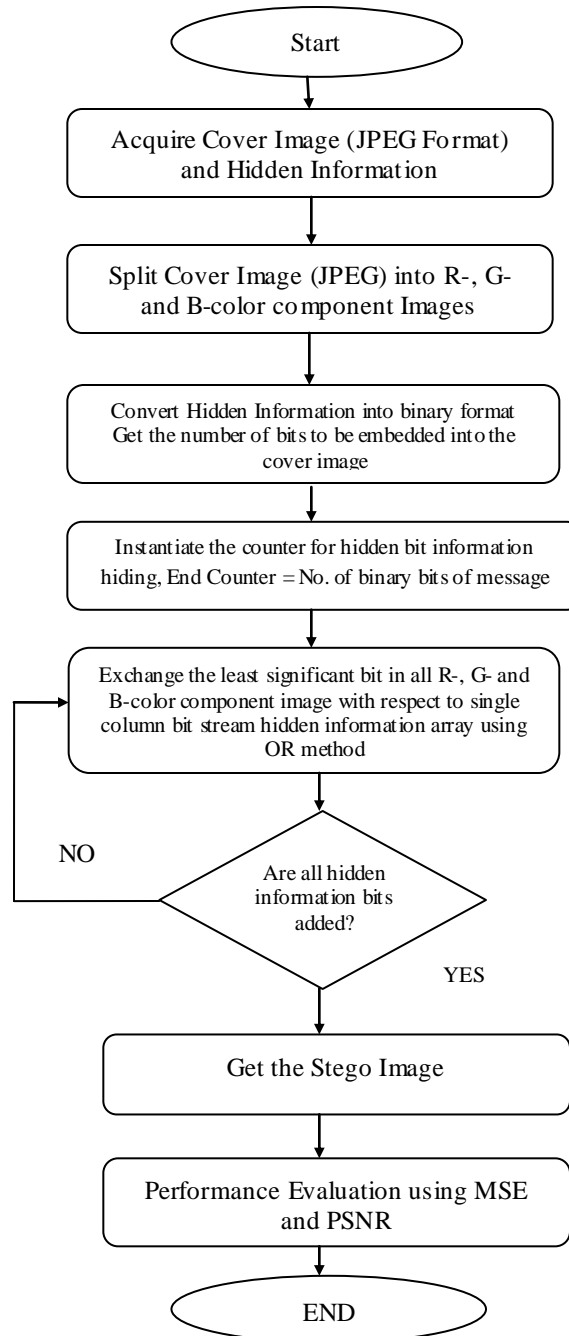 Start
Acquire Cover Image (JPEG Format)
and Hidden Information
Split Cover Image (JPEG) into R-, G-
and B-color component Images
Convert Hidden Information into binary format
Get the number of bits to be embedded into the
cover image
Instantiate the counter for hidden bit information
hiding, End Counter = No. of binary bits of message
Exchange the least significant bit in all R-, G- and
B-color component image with respect to single
column bit stream hidden information array using
OR method
NO
Are all hidden
information bits
added?
YES
Get the Stego Image
Performance Evaluation using MSE
and PSNR
END